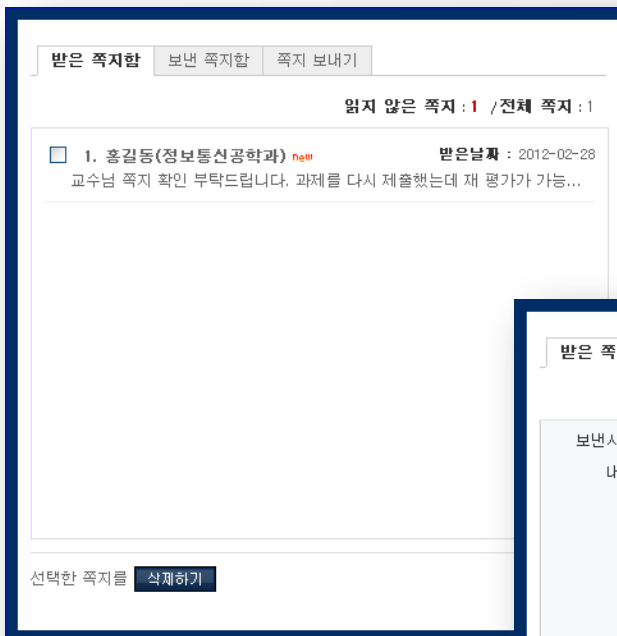 받은 쪽지함 보낸 쪽지함 쪽지 보내기
읽지 않은 쪽지 : 1 / 전체 쪽지 : 1
1. 홍길동(정보통신공학과) new 받은날짜 : 2012-02-28
교수님 쪽지 확인 부탁드립니다. 과제를 다시 제출했는데 재 평가가 가능...
받은 쪽
보낸사
선택한 쪽지를 삭제하기